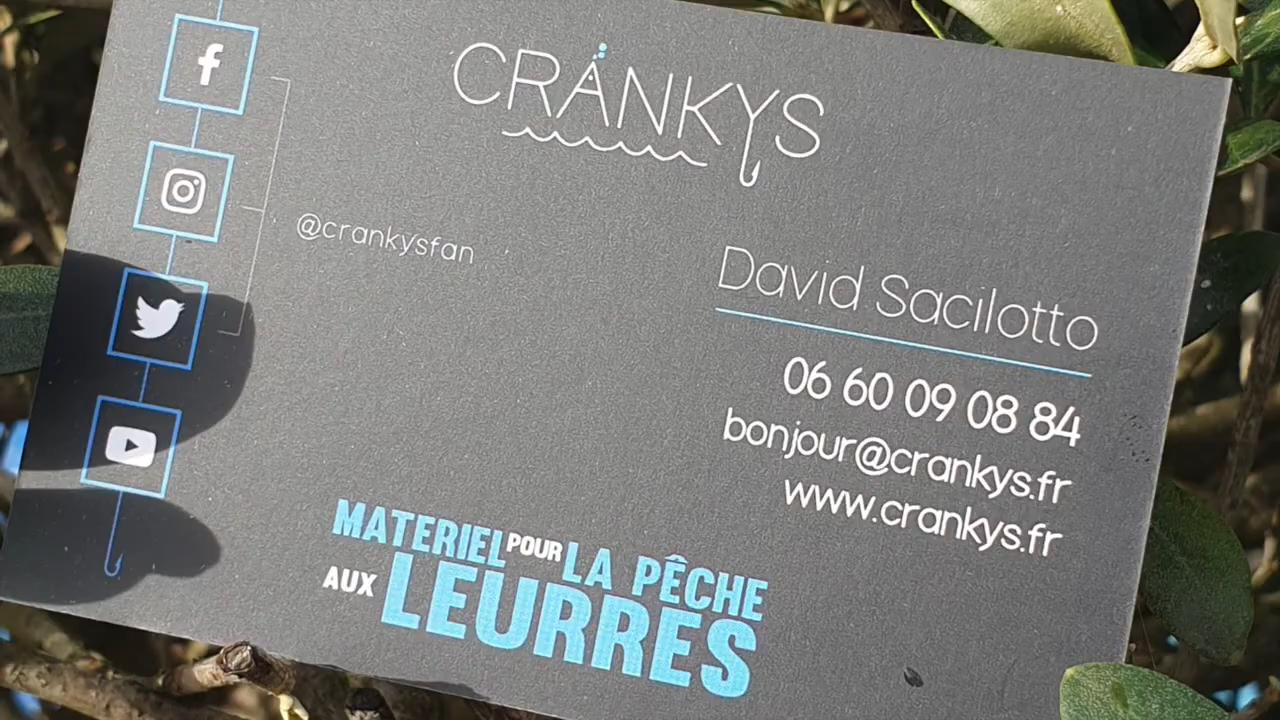 CRANKYS
@crankysfan
David Sacilotto
06 60 09 08 84
bonjour@crankys.fr
www.crankys.fr
MATERIEL POUR LA PÊCHE
AUX LEURRES